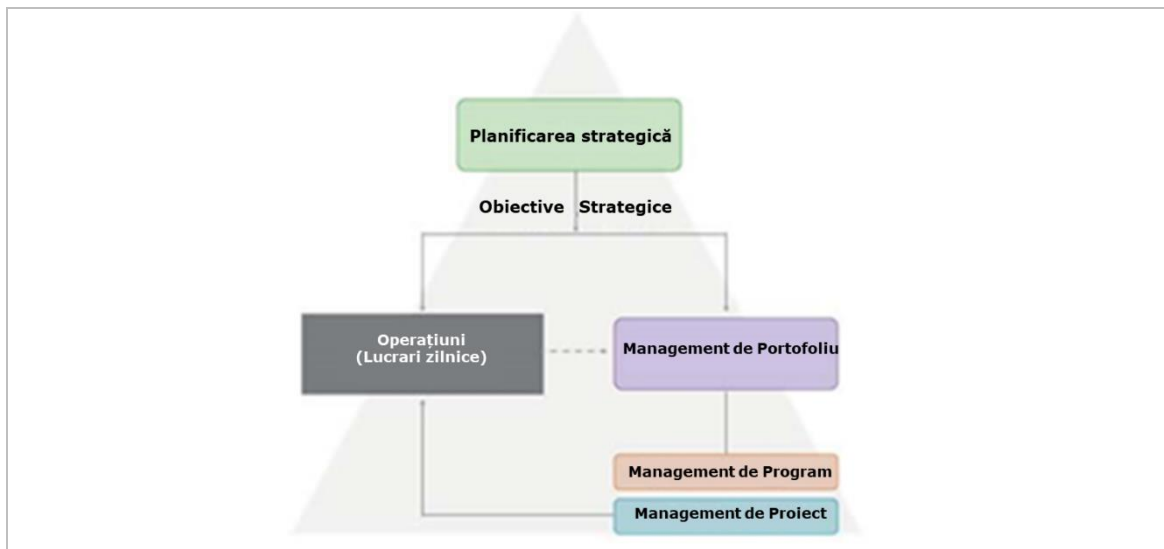 Planificarea strategică
Obiective Strategice
Operațiuni
(Lucrari zilnice)
Management de Portofoliu
Management de Program
Management de Proiect